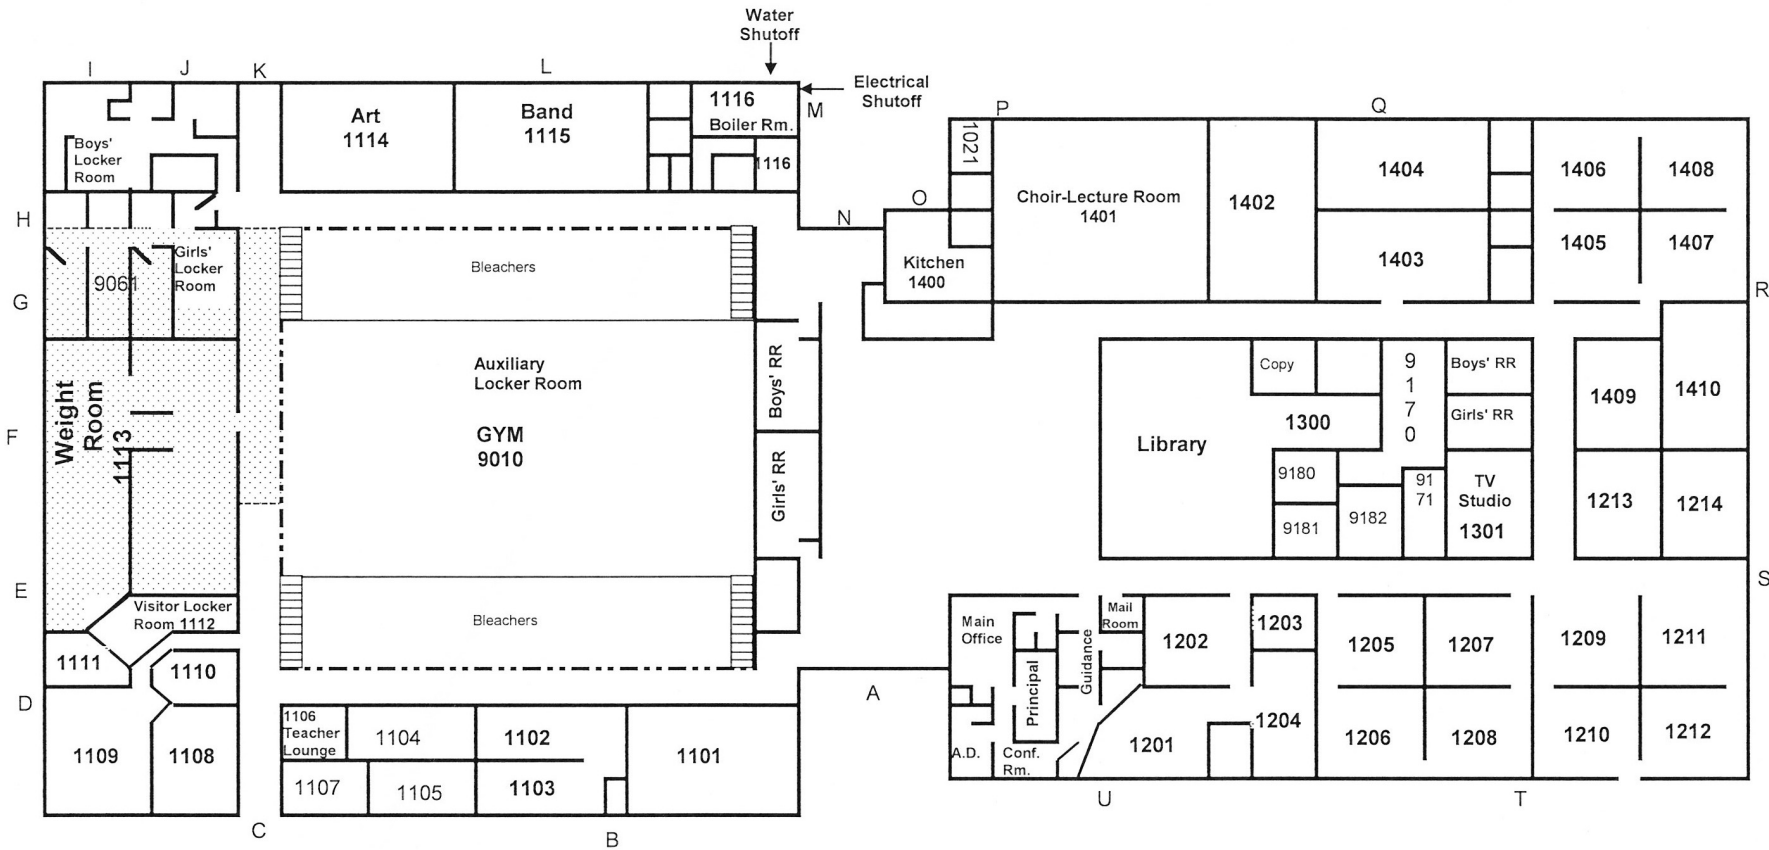 Water
Shutoff
Electrical
Shutoff
I
J
K
L
M
Art
1114
Band
1115
1116
Boiler Rm.
1116
Boys'
Locker
Room
H
N
O
P
Q
1021
Choir-Lecture Room
1401
1402
1404
1403
1406
1408
1405
1407
Kitchen
1400
R
Girls'
Locker
Room
9061
G
Bleachers
Auxiliary
Locker Room
GYM
9010
Boys' RR
Girls' RR
Weight
Room
1113
F
Library
Copy
1300
9
1
7
0
Boys' RR
Girls' RR
9180
9181
9182
91
71
TV
Studio
1301
1409
1410
1213
1214
E
Visitor Locker
Room 1112
Bleachers
1111
1110
D
1109
1108
1106
Teacher
Lounge
1104
1102
1101
1107
1105
1103
C
B
A
Main
Office
Principal
Guidance
Mail
Room
A.D.
Conf.
Rm.
1202
1203
1201
1204
1205
1207
1206
1208
1209
1211
1210
1212
S
U
T